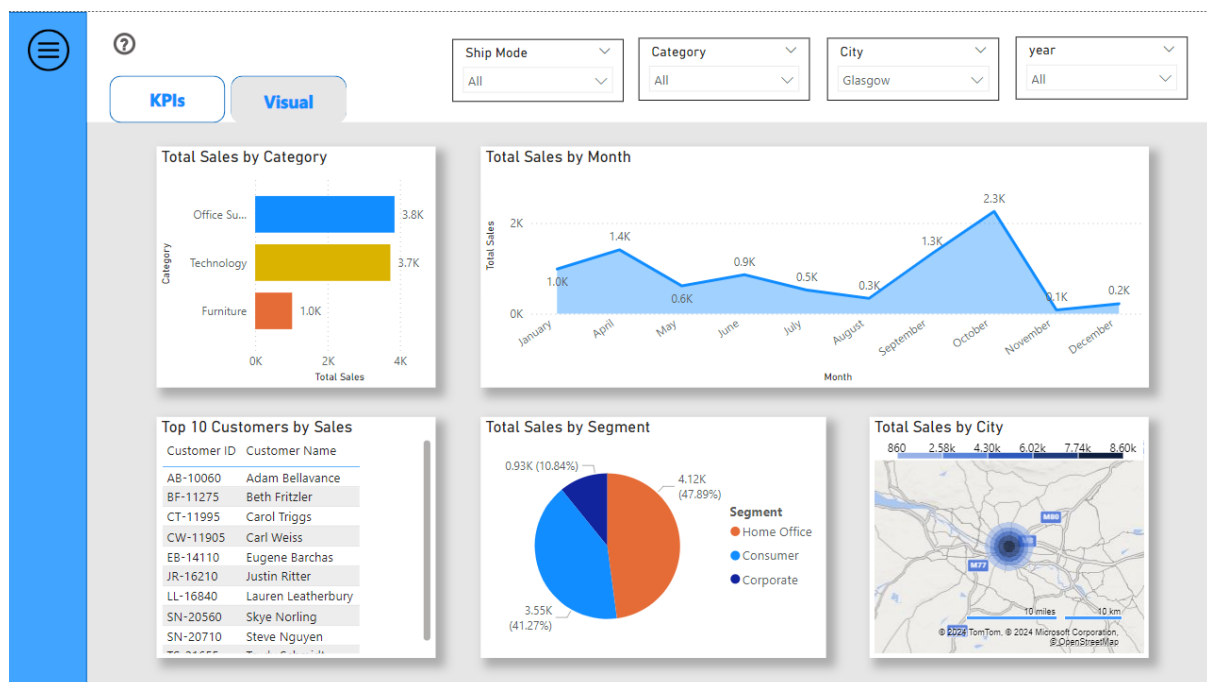 Ship Mode
All
Category
All
City
Glasgow
year
All
KPIs
Visual
Total Sales by Category
Category
Office Su...
3.8K
Technology
3.7K
Furniture
1.0K
0K 2K 4K
Total Sales
Total Sales by Month
Total Sales
2K
0K
1.0K
1.4K
0.6K
0.9K
0.5K
0.3K
1.3K
2.3K
0.1K
0.2K
January April May June July August September October November December
Month
Top 10 Customers by Sales
Customer ID Customer Name
AB-10060 Adam Bellavance
BF-11275 Beth Fritzler
CT-11995 Carol Triggs
CW-11905 Carl Weiss
EB-14110 Eugene Barchas
JR-16210 Justin Ritter
LL-16840 Lauren Leatherbury
SN-20560 Skye Norling
SN-20710 Steve Nguyen
Total Sales by Segment
0.93K (10.84%)
4.12K
(47.89%)
3.55K
(41.27%)
Segment
Home Office
Consumer
Corporate
Total Sales by City
860 2.58k 4.30k 6.02k 7.74k 8.60k
M80
M77
10 miles 10 km
© 2024 TomTom, © 2024 Microsoft Corporation,
© OpenStreetMap